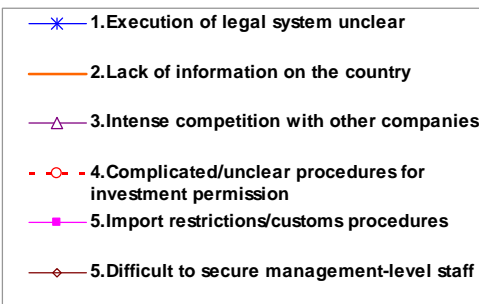 1.Execution of legal system unclear
2.Lack of information on the country
3.Intense competition with other companies
4.Complicated/unclear procedures for
investment permission
5.Import restrictions/customs procedures
5.Difficult to secure management-level staff